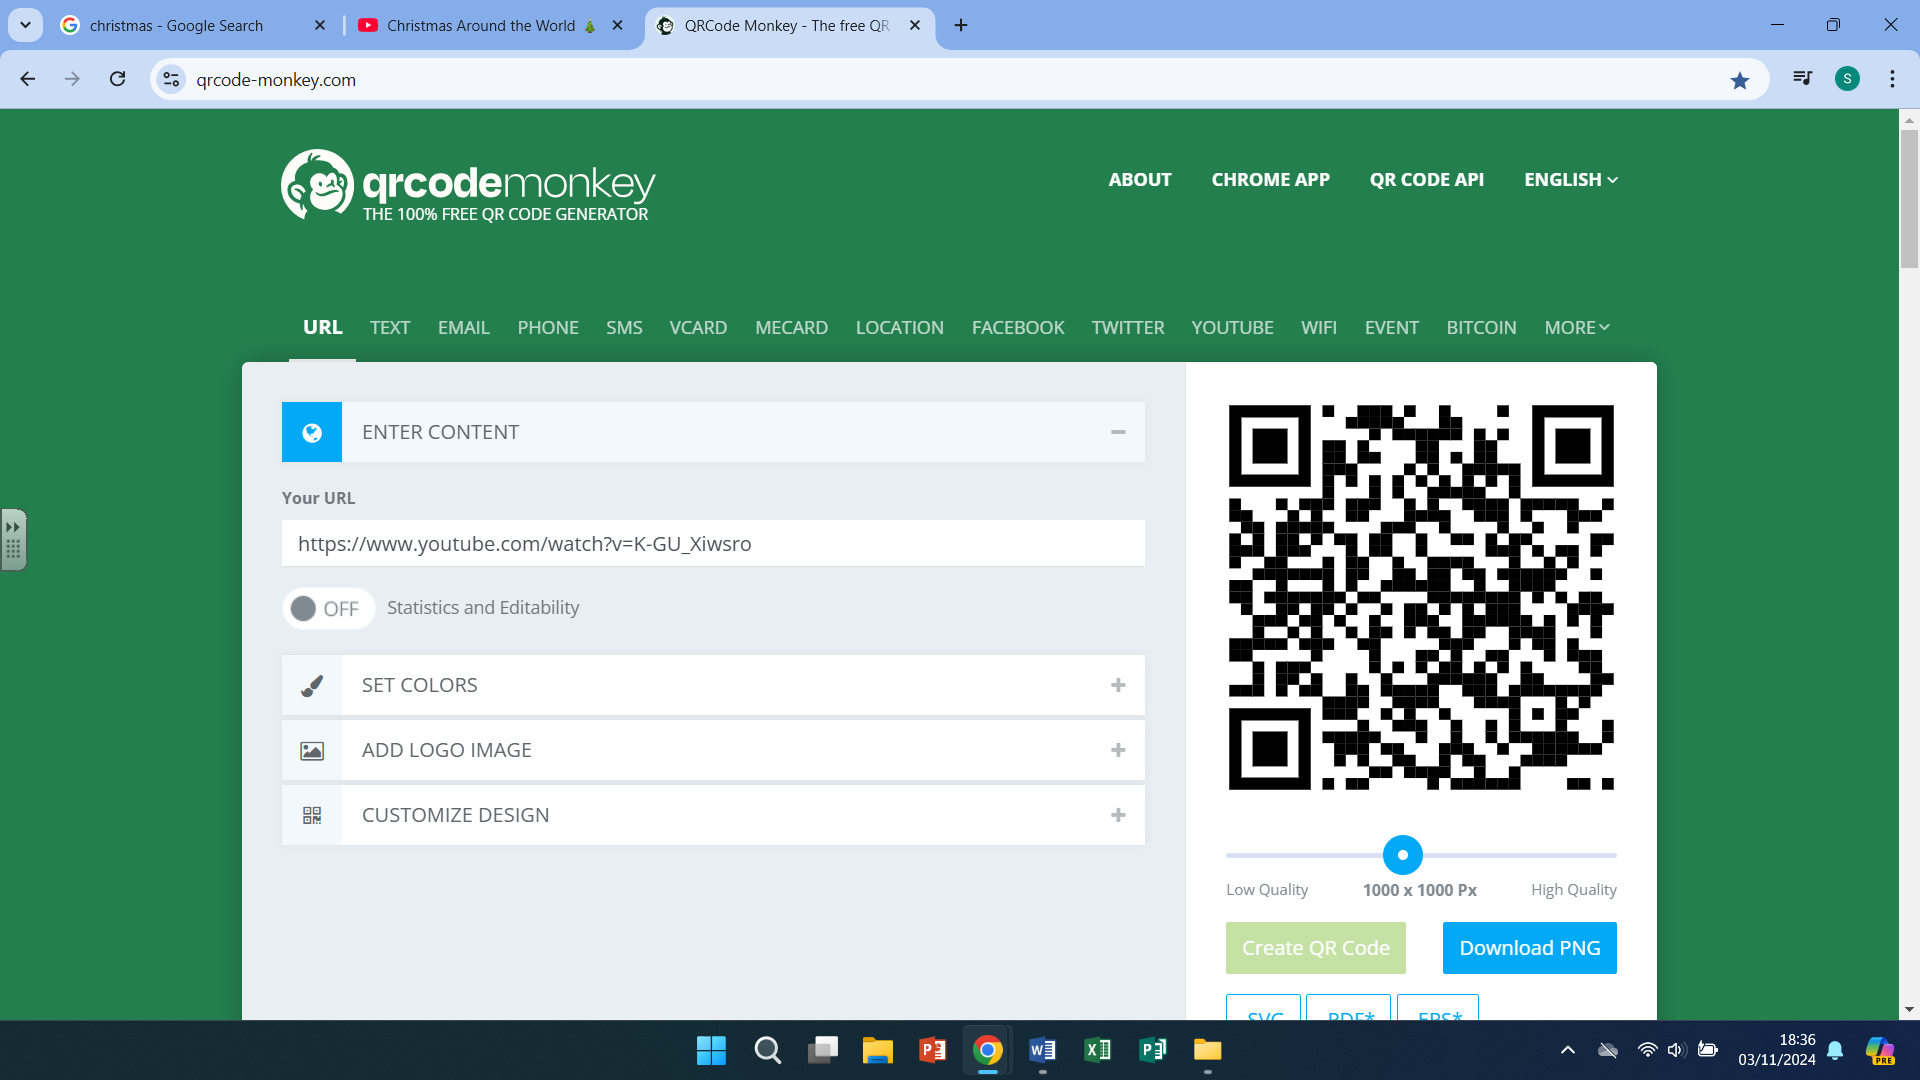 christmas - Google Search
Christmas Around the World 🎄
QRCode Monkey - The free QR
qrcode-monkey.com
S
qrcodemonkey
THE 100% FREE QR CODE GENERATOR
ABOUT CHROME APP QR CODE API ENGLISH
URL TEXT EMAIL PHONE SMS VCARD MECARD LOCATION FACEBOOK TWITTER YOUTUBE WIFI EVENT BITCOIN MORE
ENTER CONTENT
Your URL
https://www.youtube.com/watch?v=K-GU_Xiwsro
OFF Statistics and Editability
SET COLORS
ADD LOGO IMAGE
CUSTOMIZE DESIGN
Low Quality 1000 x 1000 Px High Quality
Create QR Code Download PNG
SVG PDF* EPS*
18:36
03/11/2024
PRE